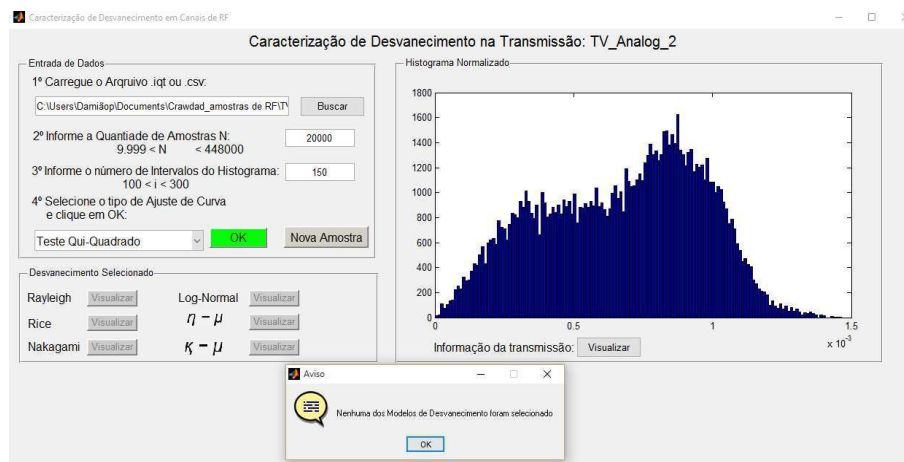 Caracterização de Desvanecimento em Canais de RF
Caracterização de Desvanecimento na Transmissão: TV_Analog_2
Entrada de Dados
1º Carregue o Arqruivo .iqt ou .csv:
C:\Users\Damiãop\Documents\Crawdad_amostras de RF\T
Buscar
2º Informe a Quantiade de Amostras N:
9.999 < N < 448000
20000
3º Informe o número de Intervalos do Histograma:
100 < i < 300
150
4º Selecione o tipo de Ajuste de Curva
e clique em OK:
Teste Qui-Quadrado
OK
Nova Amostra
Desvanecimento Selecionado
Rayleigh Visualizar Log-Normal Visualizar
Rice Visualizar η – μ Visualizar
Nakagami Visualizar κ – μ Visualizar
Histograma Normalizado
1800
1600
1400
1200
1000
800
600
400
200
0
0 0.5 1 1.5
x 10⁻³
Informação da transmissão: Visualizar
Aviso
Nenhuma dos Modelos de Desvanecimento foram selecionado
OK